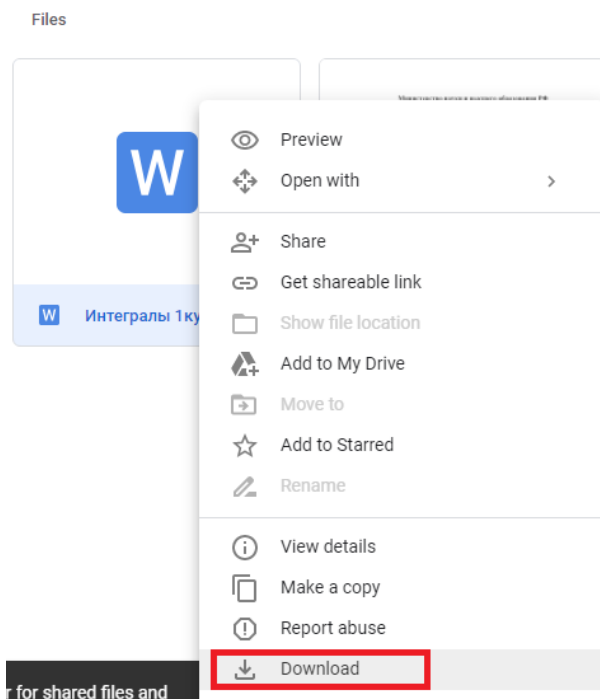 Files
W
Preview
Open with
Share
Get shareable link
Show file location
Add to My Drive
Move to
Add to Starred
Rename
W Интегралы 1ку
View details
Make a copy
Report abuse
Download
r for shared files and